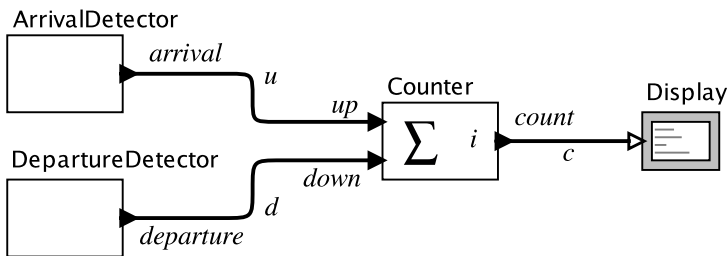 ArrivalDetector
arrival
u
up
Counter
Σ
i
count
c
Display
DepartureDetector
down
d
departure